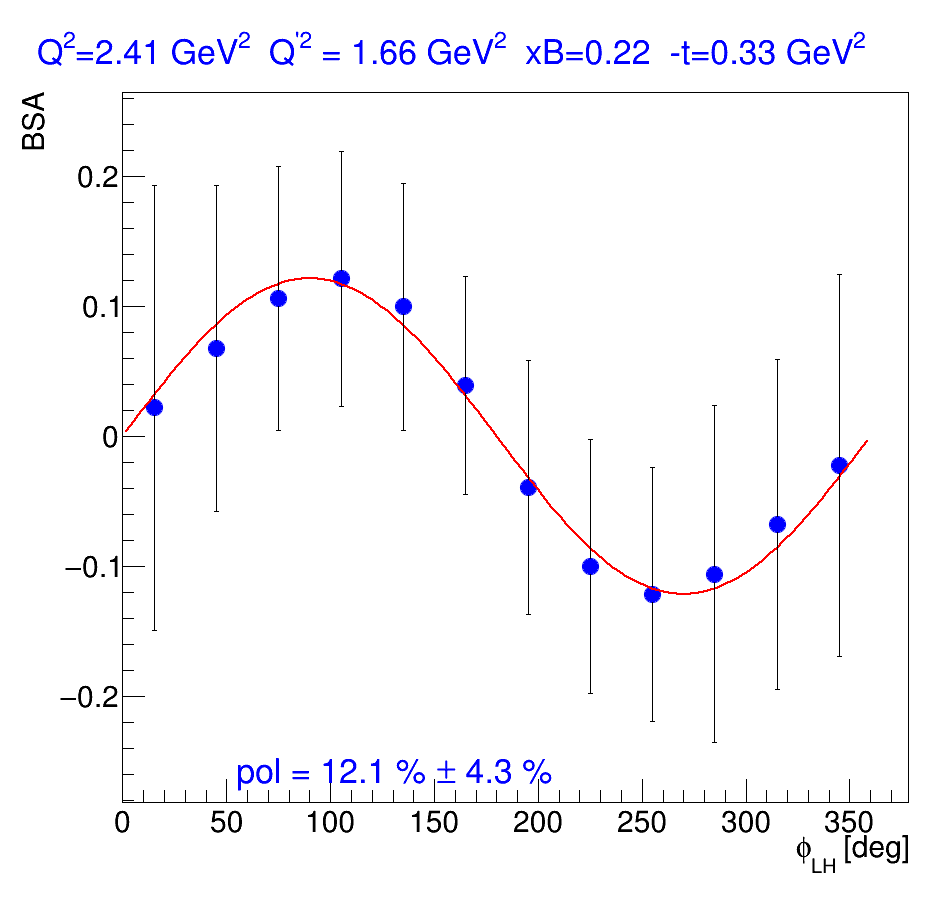 Q²=2.41 GeV² Q'² = 1.66 GeV² xB=0.22 -t=0.33 GeV²
BSA
0.2
0.1
0
−0.1
−0.2
pol = 12.1 % ± 4.3 %
0 50 100 150 200 250 300 350
ϕ_LH [deg]